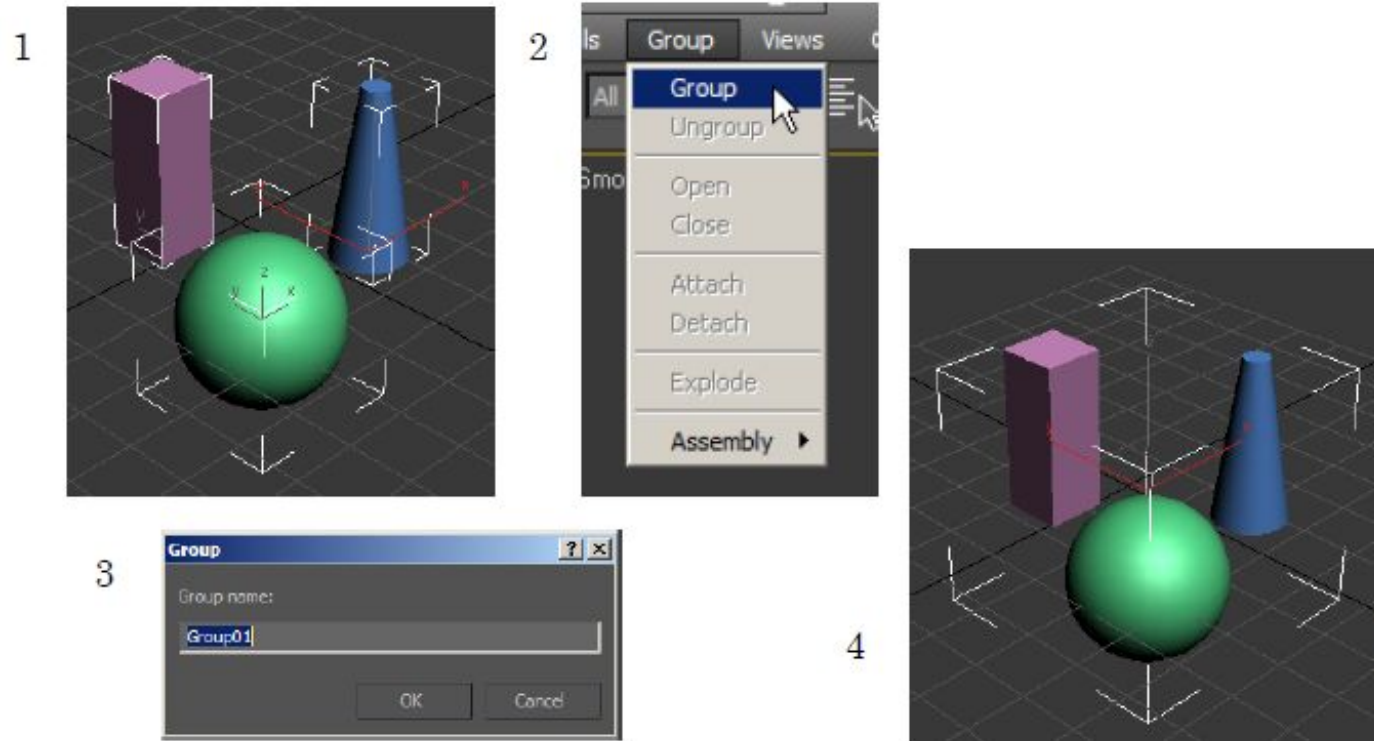 1
2
ls Group Views
All
Group
Ungroup
Smo
Open
Close
Attach
Detach
Explode
Assembly
z
y x
3
Group
Group name:
Group01
OK Cancel
4